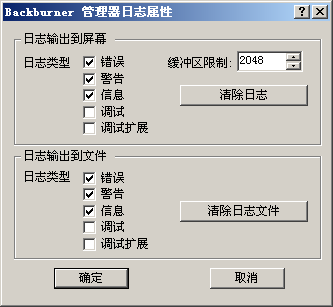 Backburner 管理器日志属性
日志输出到屏幕
日志类型 错误 缓冲区限制: 2048
警告
信息 清除日志
调试
调试扩展
日志输出到文件
日志类型 错误
警告
信息 清除日志文件
调试
调试扩展
确定 取消